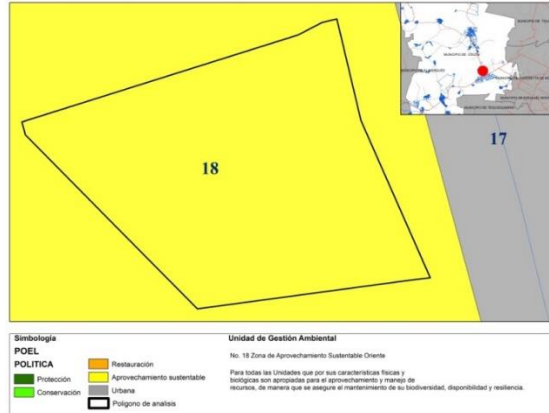 18
17
Simbología
POEL
POLITICA
Protección
Conservación
Restauración
Aprovechamiento sustentable
Urbana
Poligono de analisis
Unidad de Gestión Ambiental
No. 18 Zona de Aprovechamiento Sustentable Oriente
Para todas las Unidades que por sus características físicas y
biológicas son apropiadas para el aprovechamiento y manejo de
recursos, de manera que se asegure el mantenimiento de su biodiversidad, disponibilidad y resiliencia.